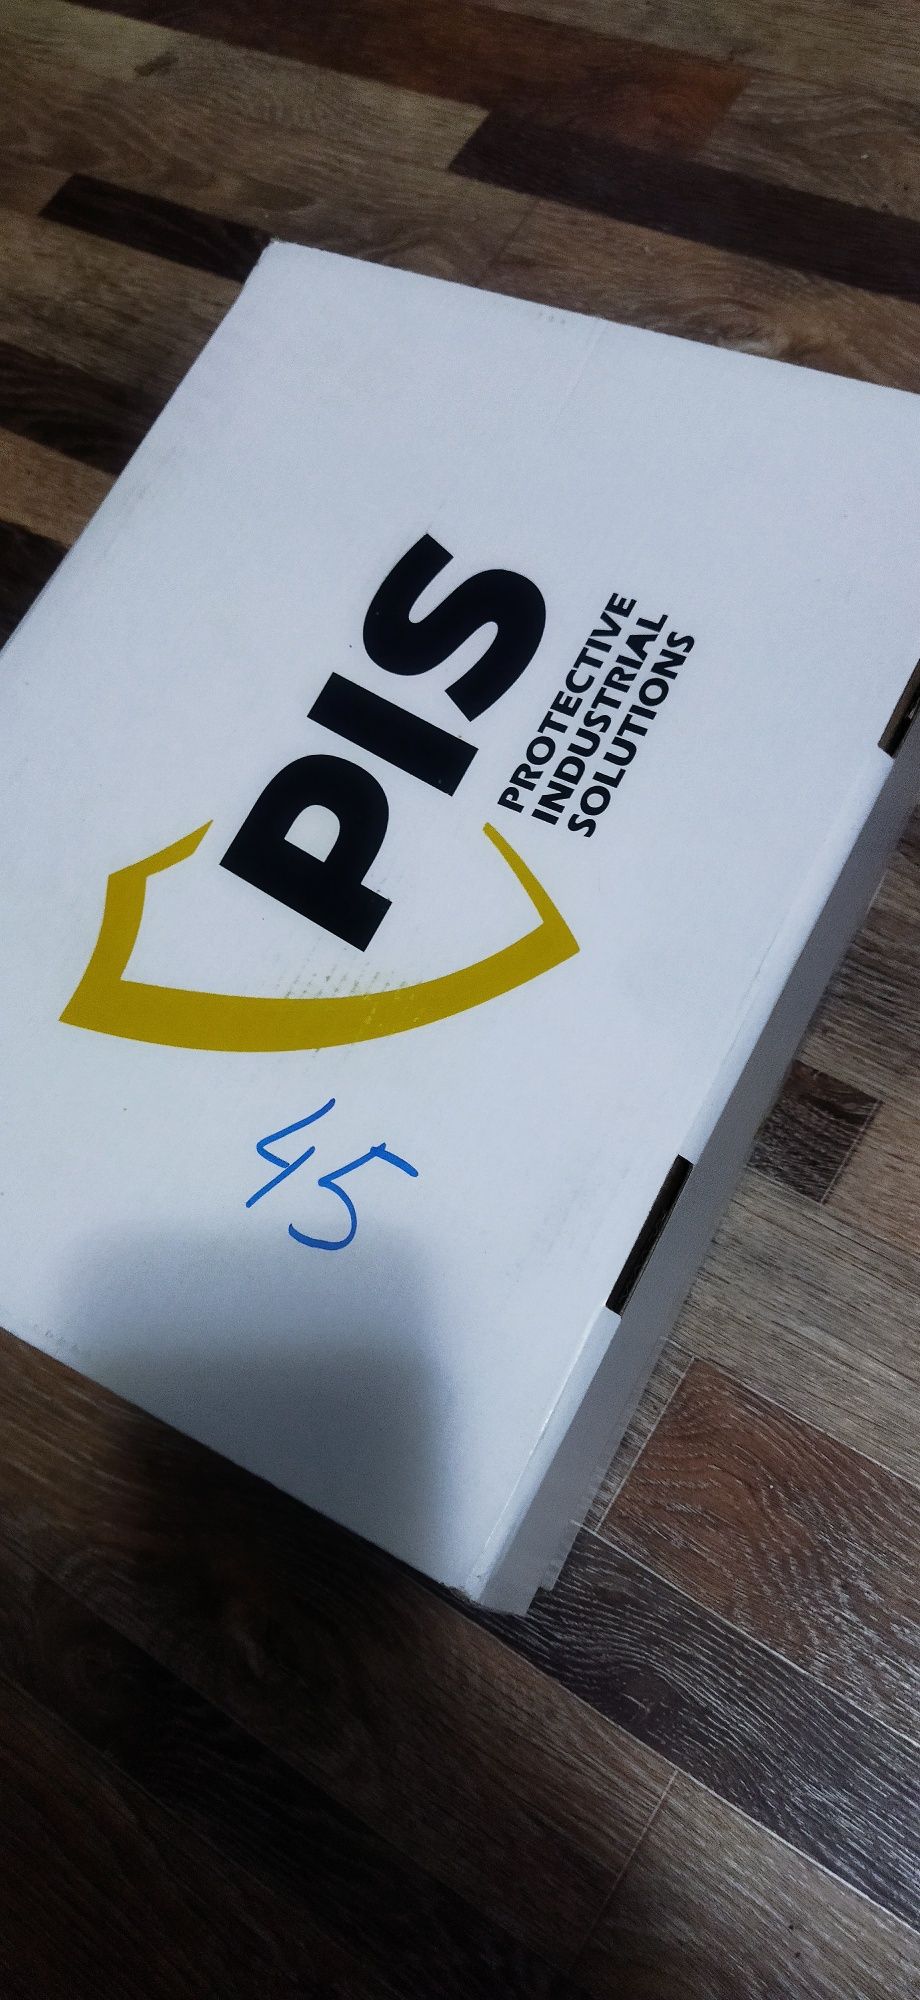 PIS
PROTECTIVE
INDUSTRIAL
SOLUTIONS
45